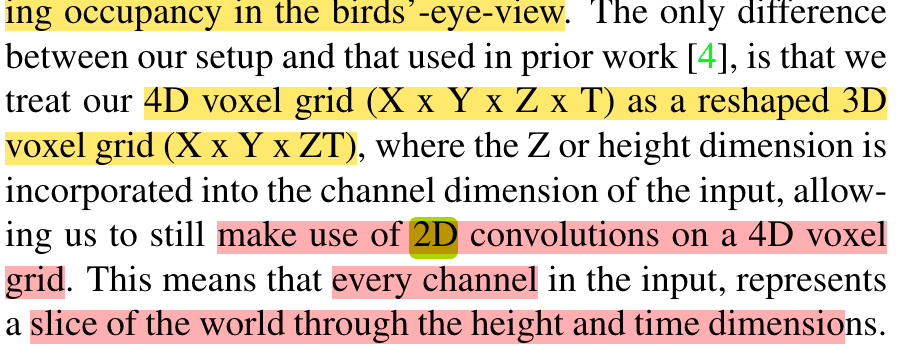 ing occupancy in the birds'-eye-view. The only difference
between our setup and that used in prior work [4], is that we
treat our 4D voxel grid (X x Y x Z x T) as a reshaped 3D
voxel grid (X x Y x ZT), where the Z or height dimension is
incorporated into the channel dimension of the input, allow-
ing us to still make use of 2D convolutions on a 4D voxel
grid. This means that every channel in the input, represents
a slice of the world through the height and time dimensions.